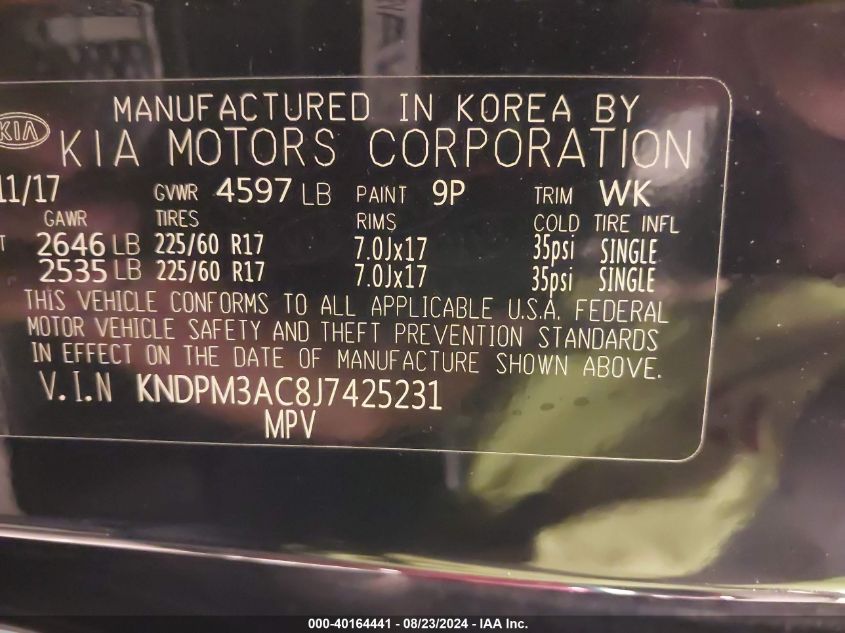 MANUFACTURED IN KOREA BY
KIA KIA MOTORS CORPORATION
11/17 GVWR 4597 LB PAINT 9P TRIM WK
GAWR TIRES RIMS COLD TIRE INFL
T 2646 LB 225/60 R17 7.0Jx17 35psi SINGLE
2535 LB 225/60 R17 7.0Jx17 35psi SINGLE
THIS VEHICLE CONFORMS TO ALL APPLICABLE U.S.A. FEDERAL
MOTOR VEHICLE SAFETY AND THEFT PREVENTION STANDARDS
IN EFFECT ON THE DATE OF MANUFACTURE SHOWN ABOVE.
V.I.N KNDPM3AC8J7425231
MPV
000-40164441 - 08/23/2024 - IAA Inc.